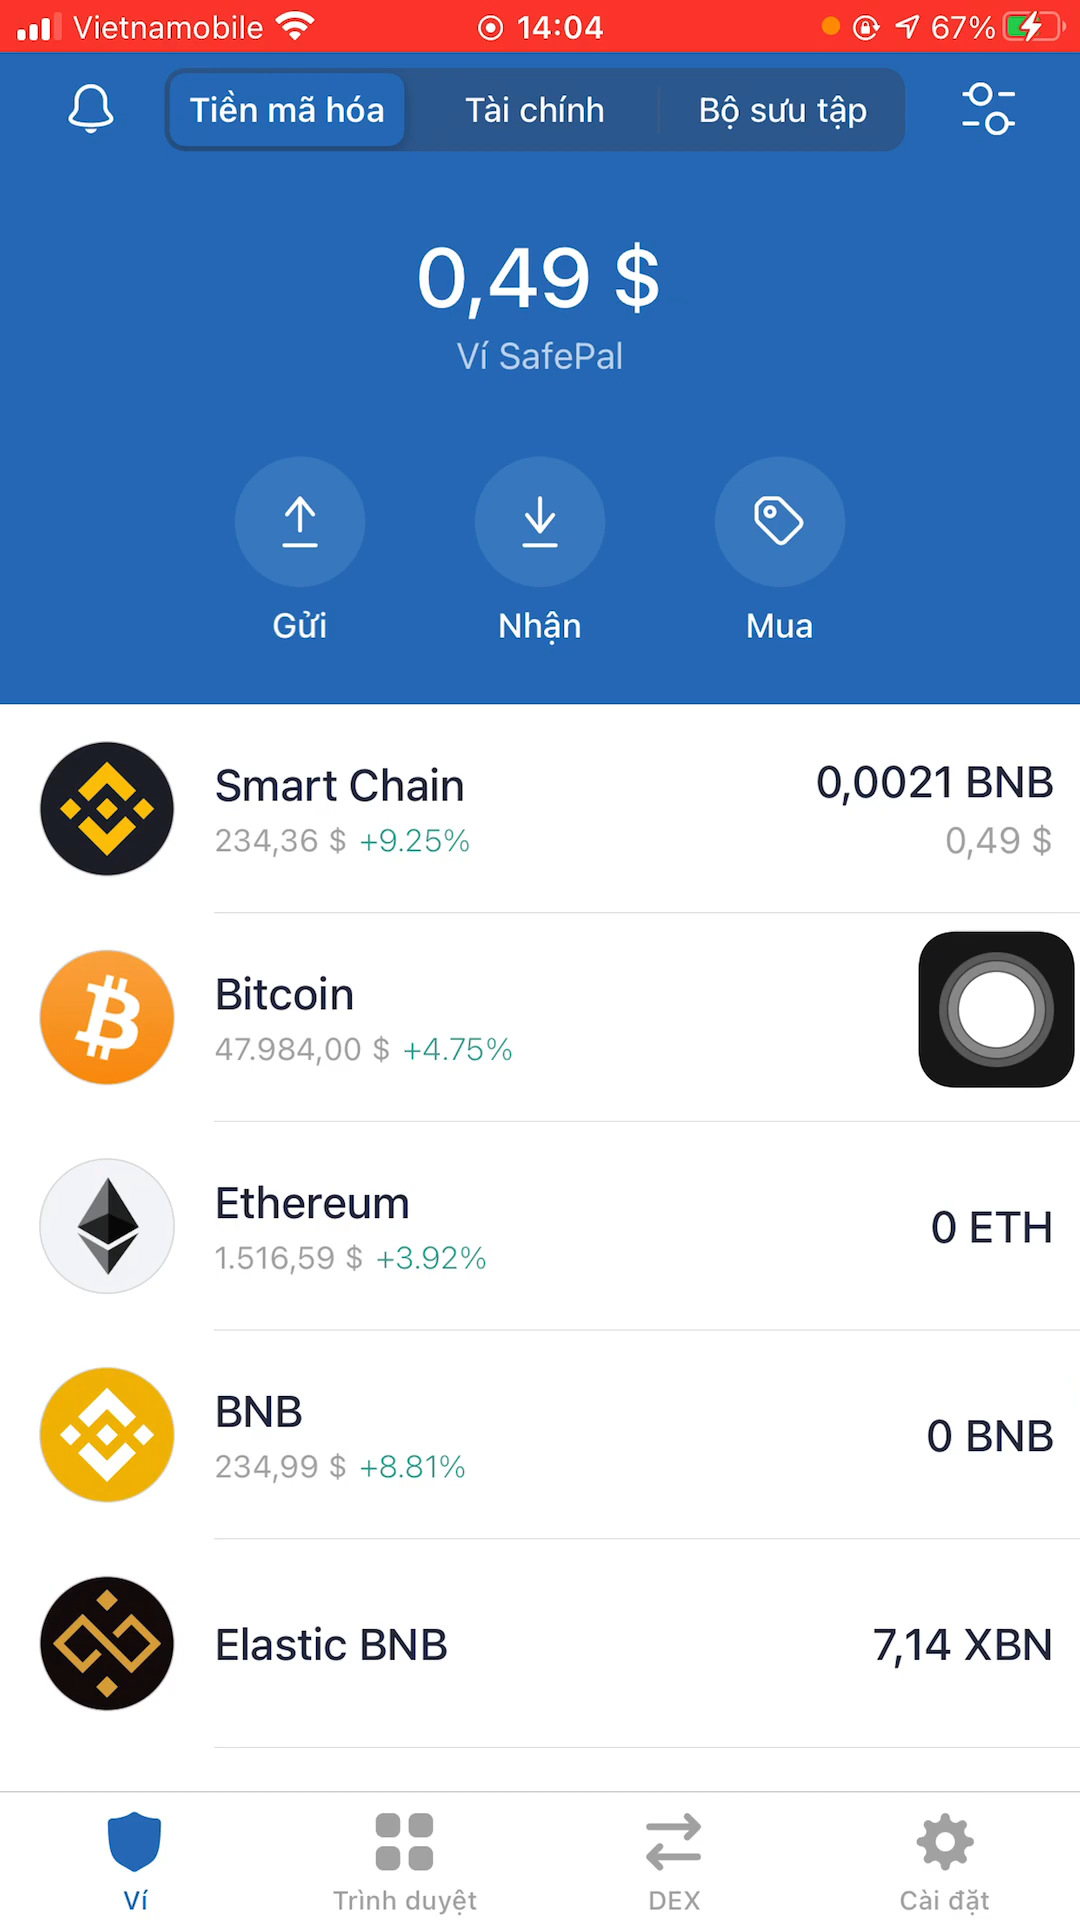 Vietnamobile 14:04 67%
Tiền mã hóa Tài chính Bộ sưu tập
0,49 $
Ví SafePal
Gửi Nhận Mua
Smart Chain 0,0021 BNB
234,36 $ +9.25% 0,49 $
Bitcoin
47.984,00 $ +4.75%
Ethereum 0 ETH
1.516,59 $ +3.92%
BNB 0 BNB
234,99 $ +8.81%
Elastic BNB 7,14 XBN
Ví Trình duyệt DEX Cài đặt